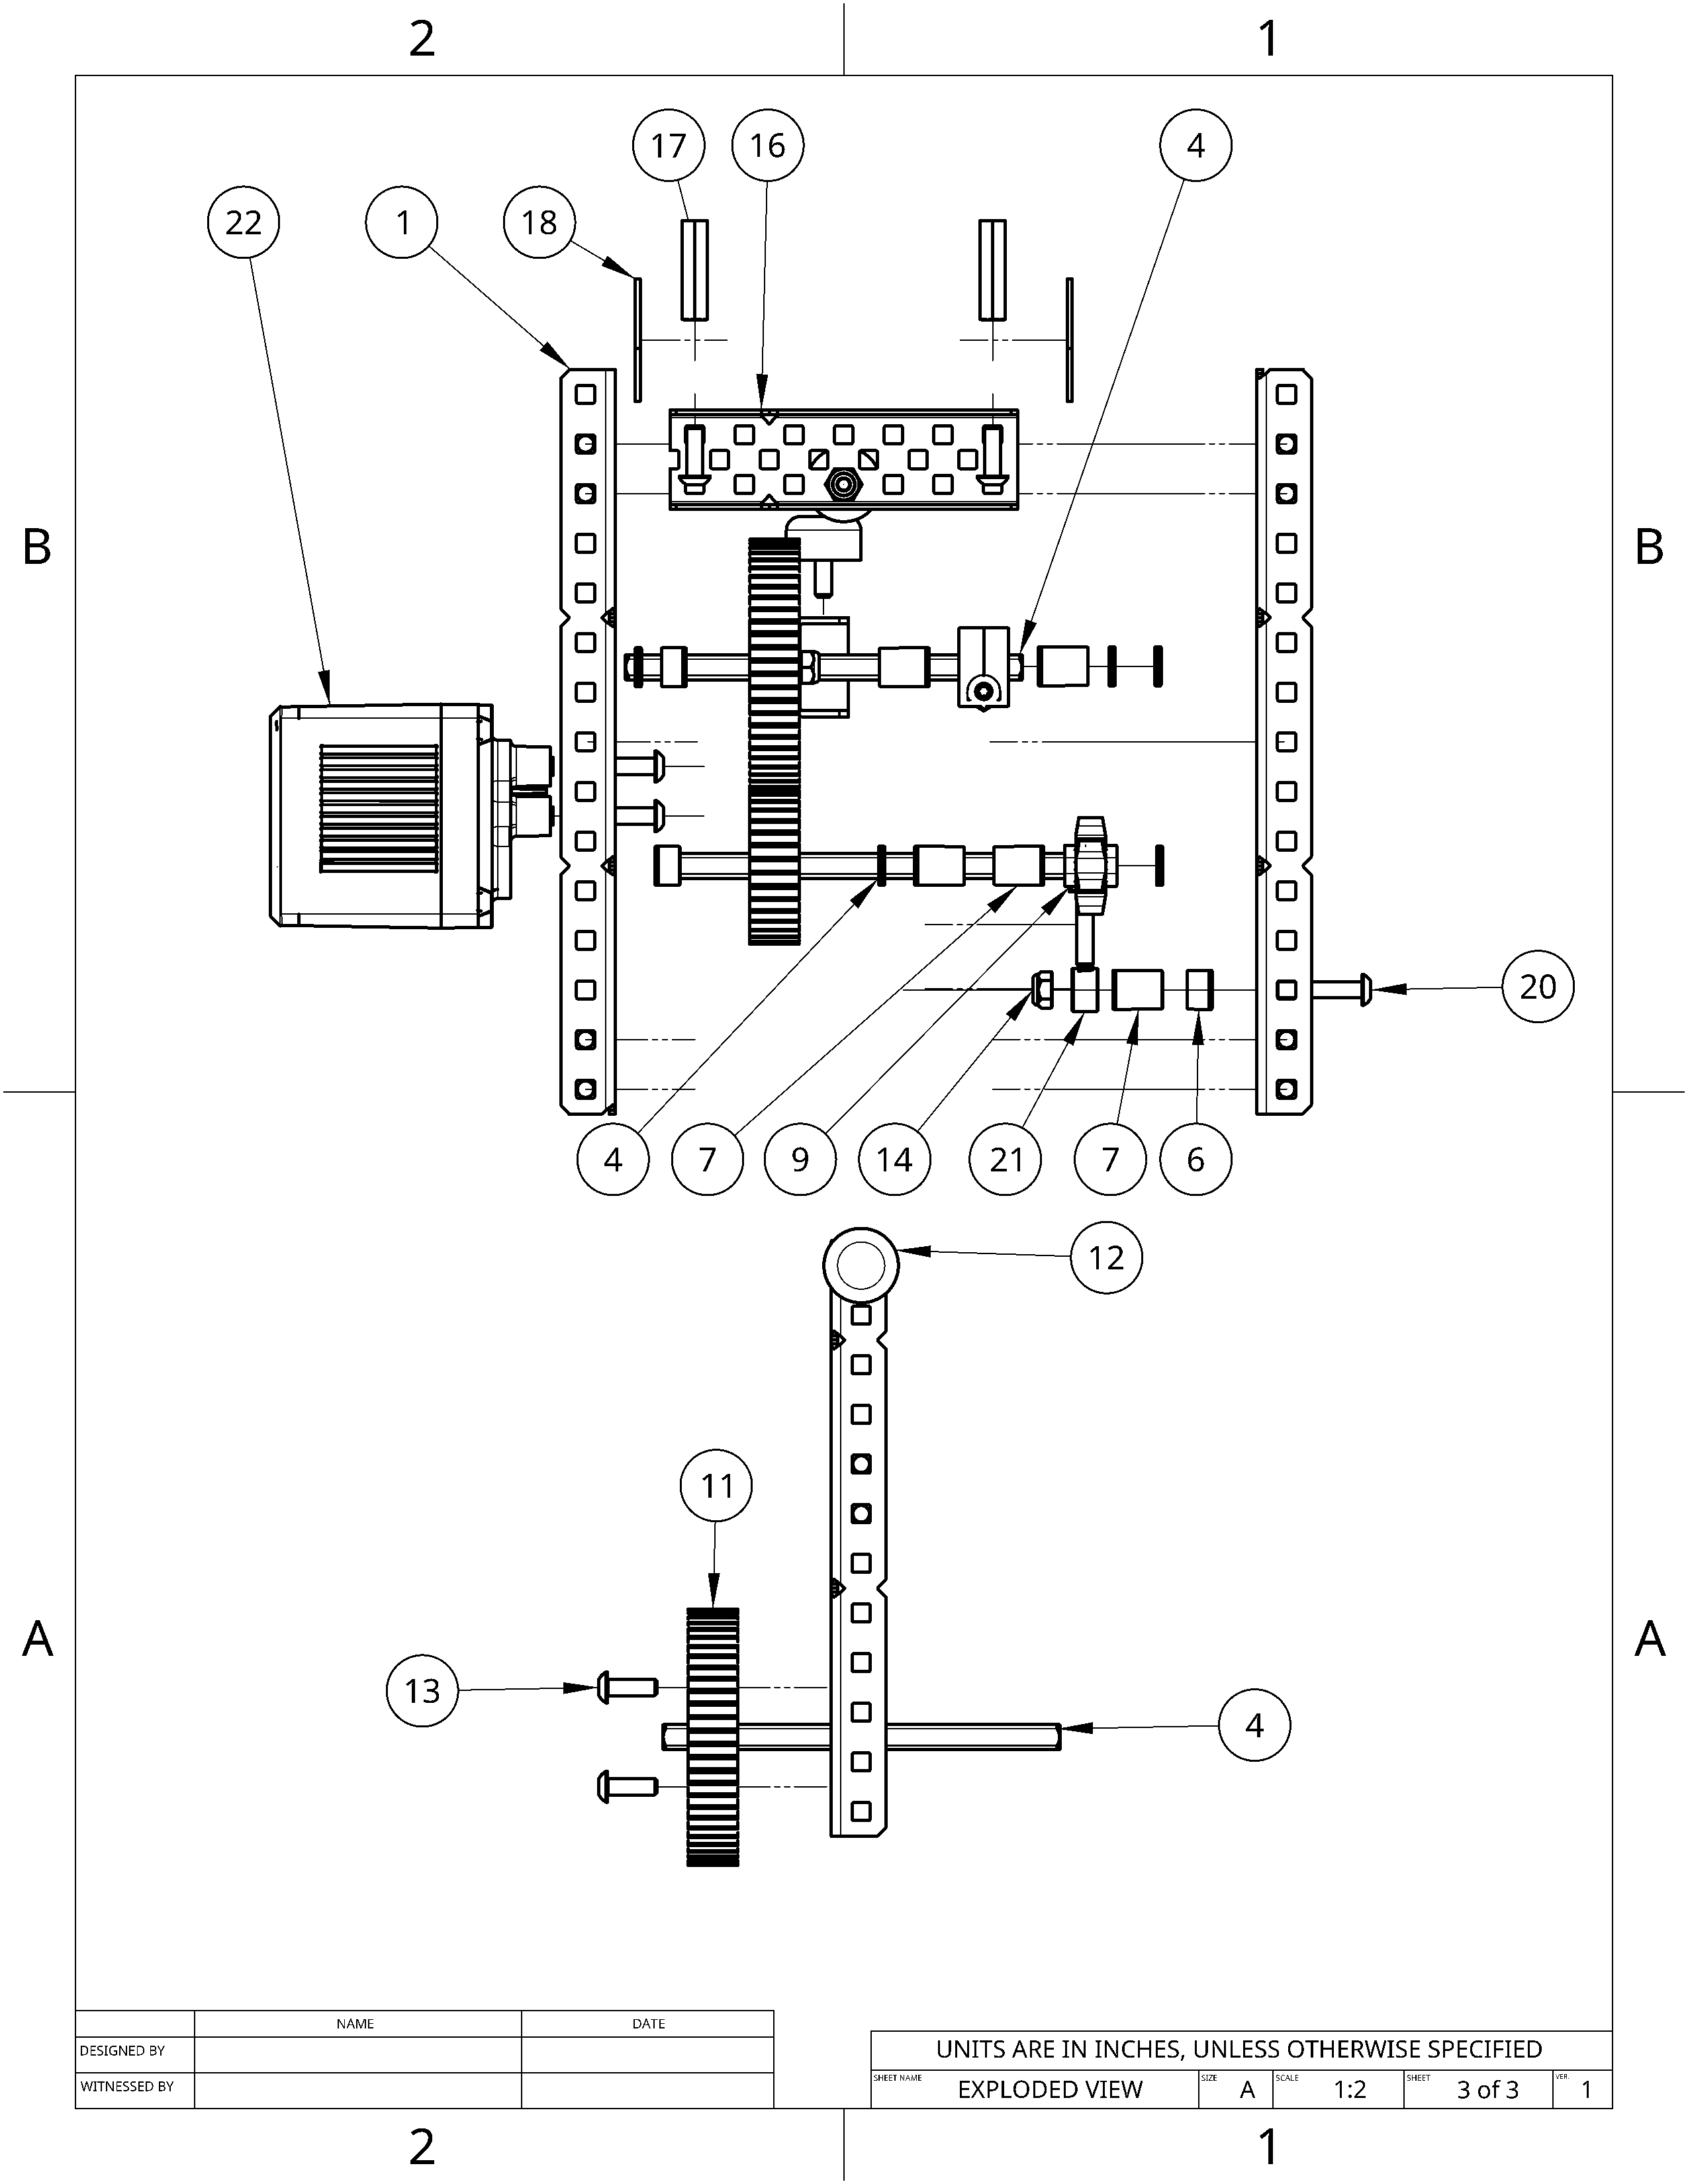 2 1
17 16 4
22 1 18
B B
20
4 7 9 14 21 7 6
12
11
A A
13 4
NAME DATE
DESIGNED BY
WITNESSED BY
UNITS ARE IN INCHES, UNLESS OTHERWISE SPECIFIED
SHEET NAME EXPLODED VIEW SIZE A SCALE 1:2 SHEET 3 of 3 VER. 1
2 1